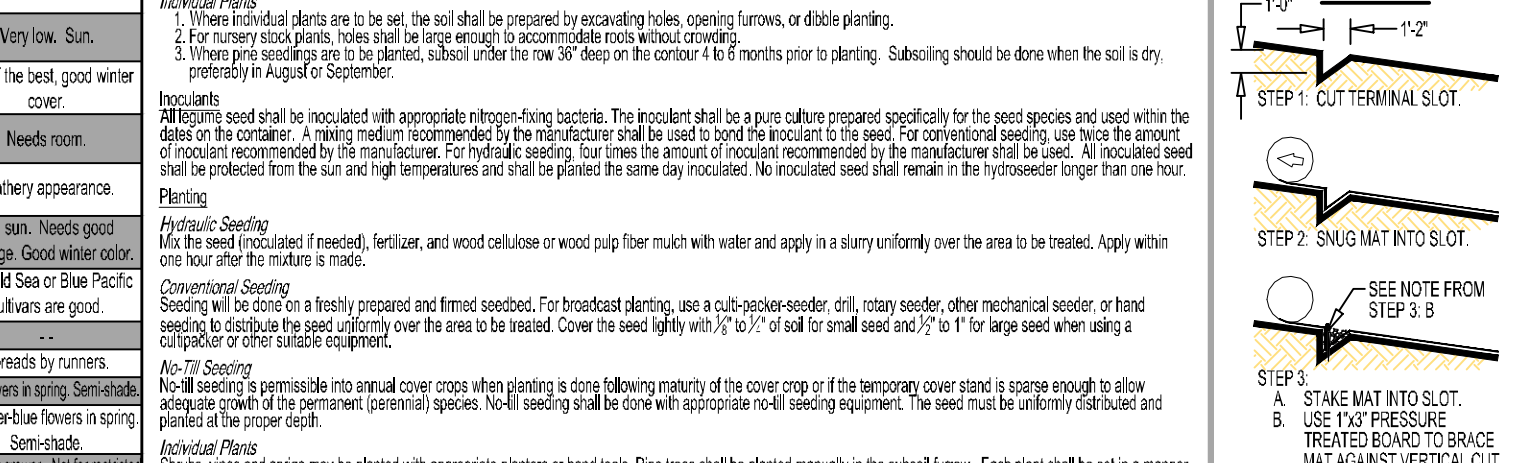 Very low. Sun.
the best, good winter
cover.
Needs room.
athery appearance.
sun. Needs good
ge. Good winter color.
ld Sea or Blue Pacific
ultivars are good.
- -
reads by runners.
ers in spring. Semi-shade.
er-blue flowers in spring.
Semi-shade.
Individual Plants
1. Where individual plants are to be set, the soil shall be prepared by excavating holes, opening furrows, or dibble planting.
2. For nursery stock plants, holes shall be large enough to accommodate roots without crowding.
3. Where pine seedlings are to be planted, subsoil under the row 36" deep on the contour 4 to 6 months prior to planting. Subsoiling should be done when the soil is dry,
preferably in August or September.
Inoculants
All legume seed shall be inoculated with appropriate nitrogen-fixing bacteria. The inoculant shall be a pure culture prepared specifically for the seed species and used within the
dates on the container. A mixing medium recommended by the manufacturer shall be used to bond the inoculant to the seed. For conventional seeding, use twice the amount
of inoculant recommended by the manufacturer. For hydraulic seeding, four times the amount of inoculant recommended by the manufacturer shall be used. All inoculated seed
shall be protected from the sun and high temperatures and shall be planted the same day inoculated. No inoculated seed shall remain in the hydroseeder longer than one hour.
Planting
Hydraulic Seeding
Mix the seed (inoculated if needed), fertilizer, and wood cellulose or wood pulp fiber mulch with water and apply in a slurry uniformly over the area to be treated. Apply within
one hour after the mixture is made.
Conventional Seeding
Seeding will be done on a freshly prepared and firmed seedbed. For broadcast planting, use a culti-packer-seeder, drill, rotary seeder, other mechanical seeder, or hand
seeding to distribute the seed uniformly over the area to be treated. Cover the seed lightly with 1/8" to 1/4" of soil for small seed and 1/2" to 1" for large seed when using a
cultipacker or other suitable equipment.
No-Till Seeding
No-till seeding is permissible into annual cover crops when planting is done following maturity of the cover crop or if the temporary cover stand is sparse enough to allow
adequate growth of the permanent (perennial) species. No-till seeding shall be done with appropriate no-till seeding equipment. The seed must be uniformly distributed and
planted at the proper depth.
Individual Plants
1'-0"
1'-2"
STEP 1: CUT TERMINAL SLOT.
STEP 2: SNUG MAT INTO SLOT.
SEE NOTE FROM
STEP 3: B
STEP 3:
A. STAKE MAT INTO SLOT.
B. USE 1"x3" PRESSURE
TREATED BOARD TO BRACE
MAT AGAINST VERTICAL CUT